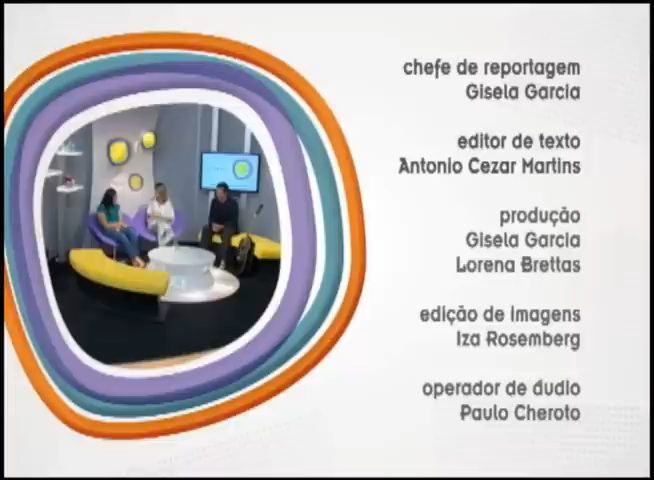 chefe de reportagem
Gisela Garcia
editor de texto
Antonio Cezar Martins
produção
Gisela Garcia
Lorena Brettas
edição de imagens
Iza Rosemberg
operador de áudio
Paulo Cheroto